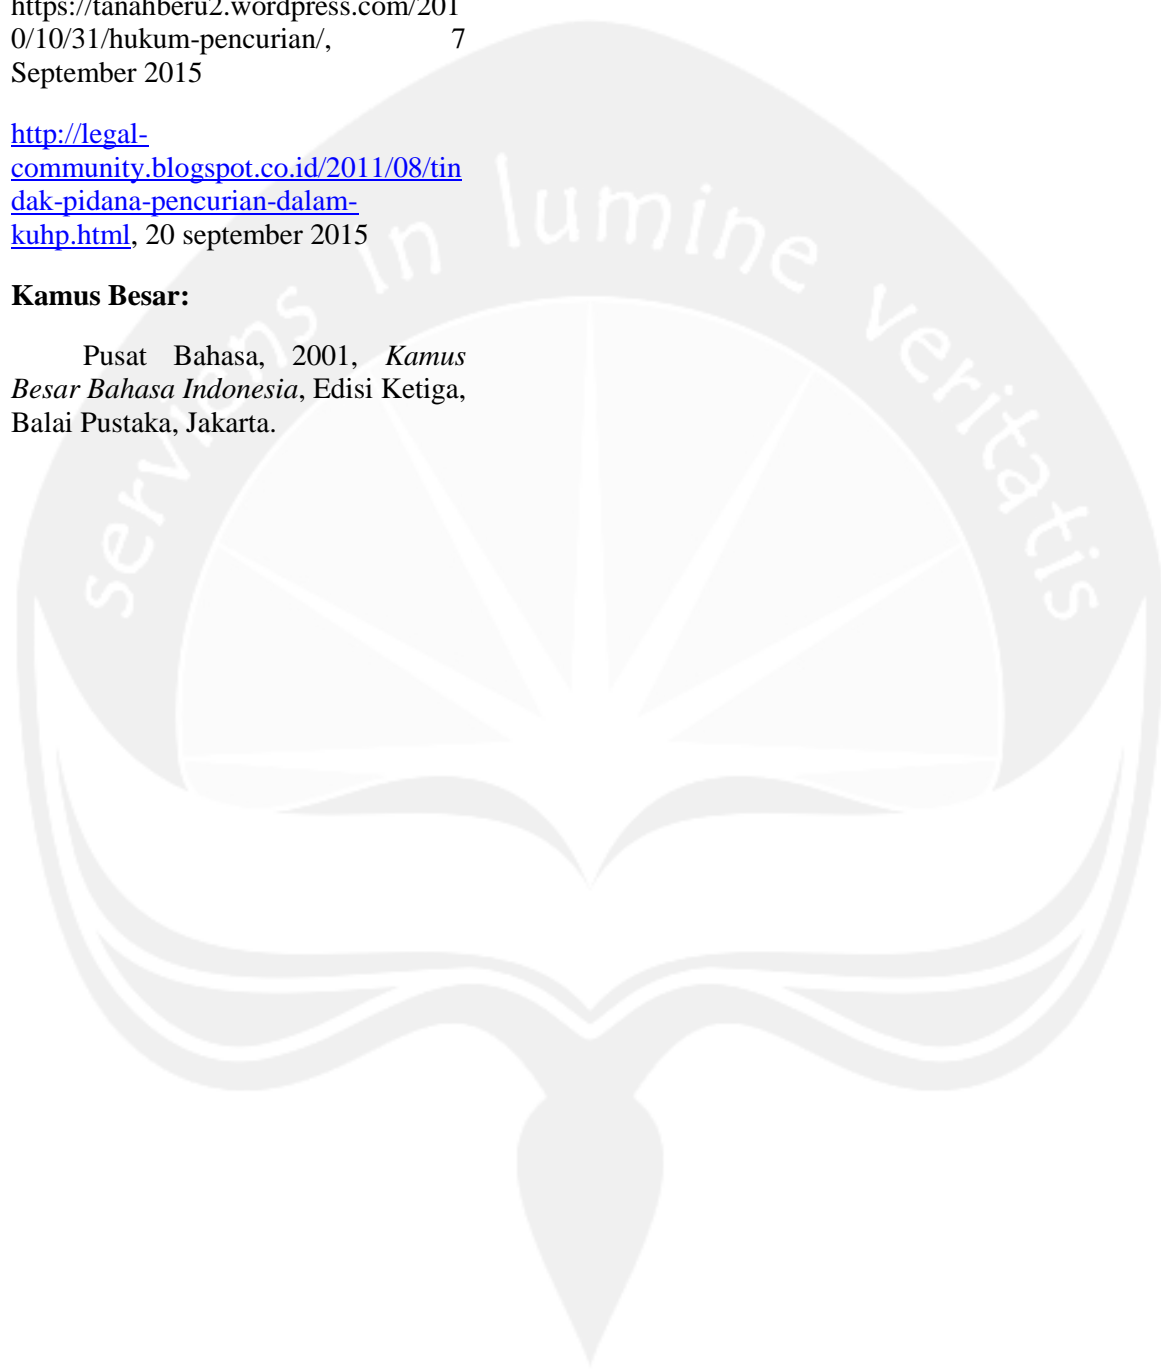 https://tanahberu2.wordpress.com/201
0/10/31/hukum-pencurian/, 7
September 2015
http://legal-
community.blogspot.co.id/2011/08/tin
dak-pidana-pencurian-dalam-
kuhp.html, 20 september 2015
Kamus Besar:
Pusat Bahasa, 2001, Kamus
Besar Bahasa Indonesia, Edisi Ketiga,
Balai Pustaka, Jakarta.
serviens in lumine veritatis